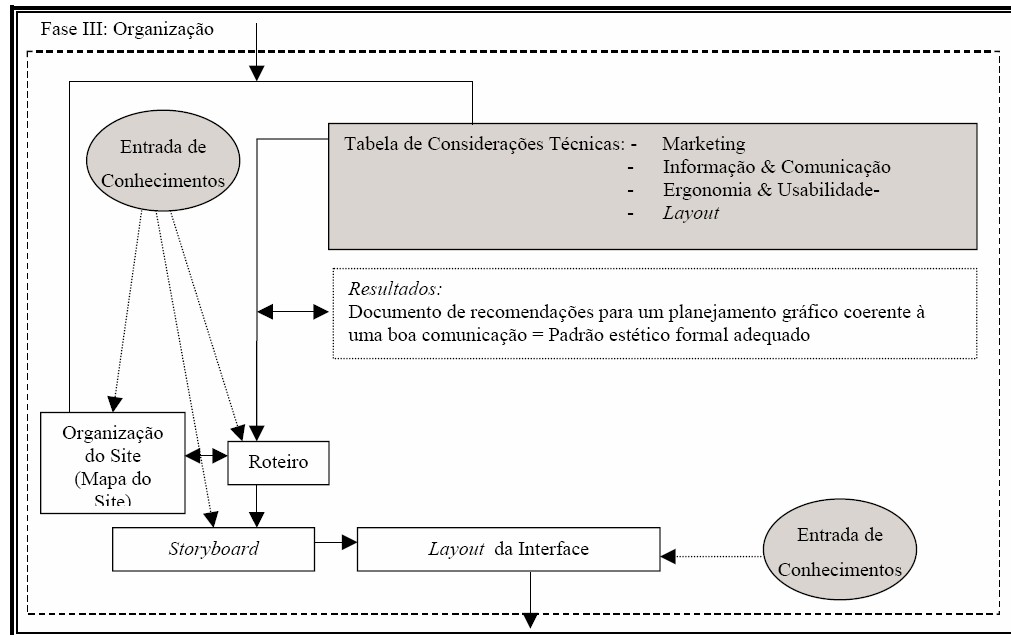 Fase III: Organização
Entrada de
Conhecimentos
Tabela de Considerações Técnicas: - Marketing
- Informação & Comunicação
- Ergonomia & Usabilidade-
- Layout
Resultados:
Documento de recomendações para um planejamento gráfico coerente à
uma boa comunicação = Padrão estético formal adequado
Organização
do Site
(Mapa do
Site)
Roteiro
Storyboard
Layout da Interface
Entrada de
Conhecimentos